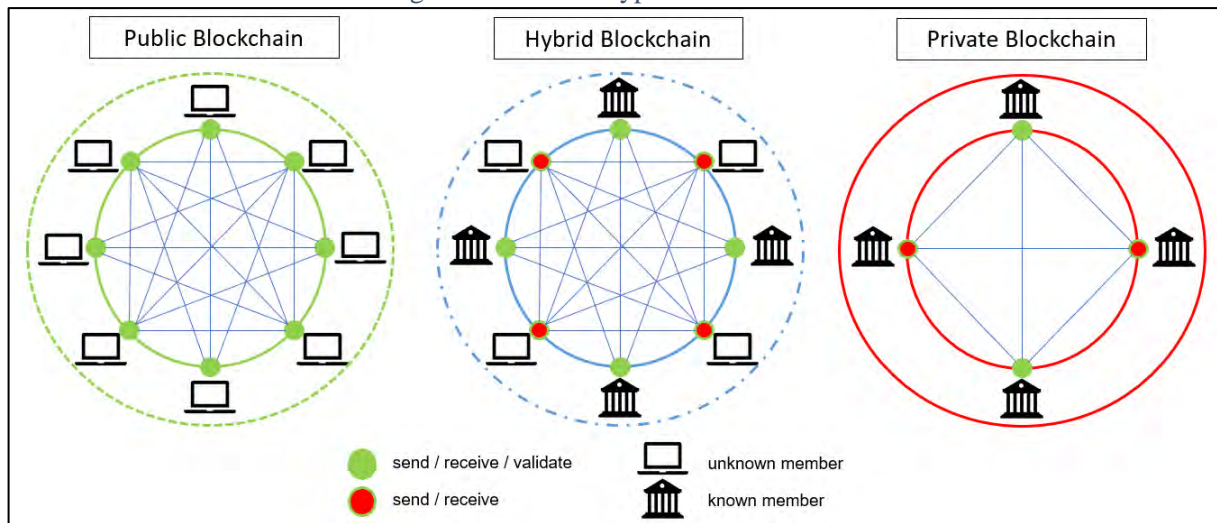 Public Blockchain
Hybrid Blockchain
Private Blockchain
send / receive / validate
unknown member
send / receive
known member